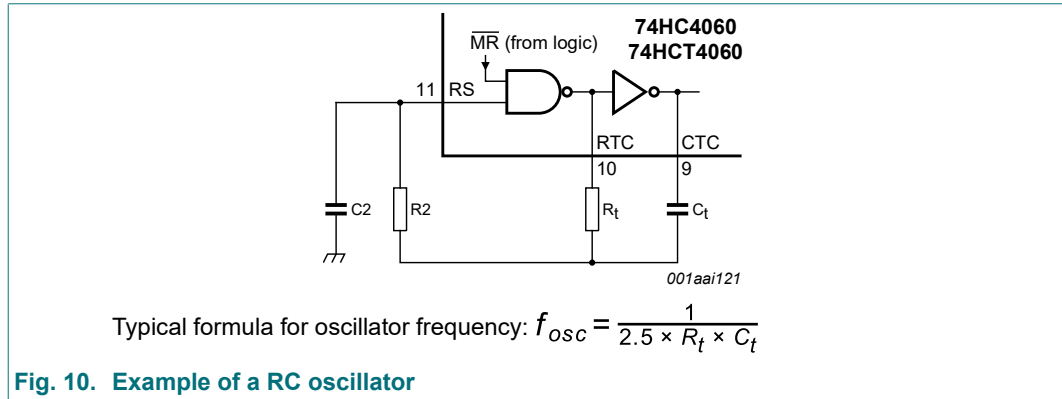 74HC4060
74HCT4060
MR (from logic)
11 RS
RTC CTC
10 9
C2 R2 Rt Ct
001aai121
Typical formula for oscillator frequency: fosc = 1 / 2.5 × Rt × Ct
Fig. 10. Example of a RC oscillator